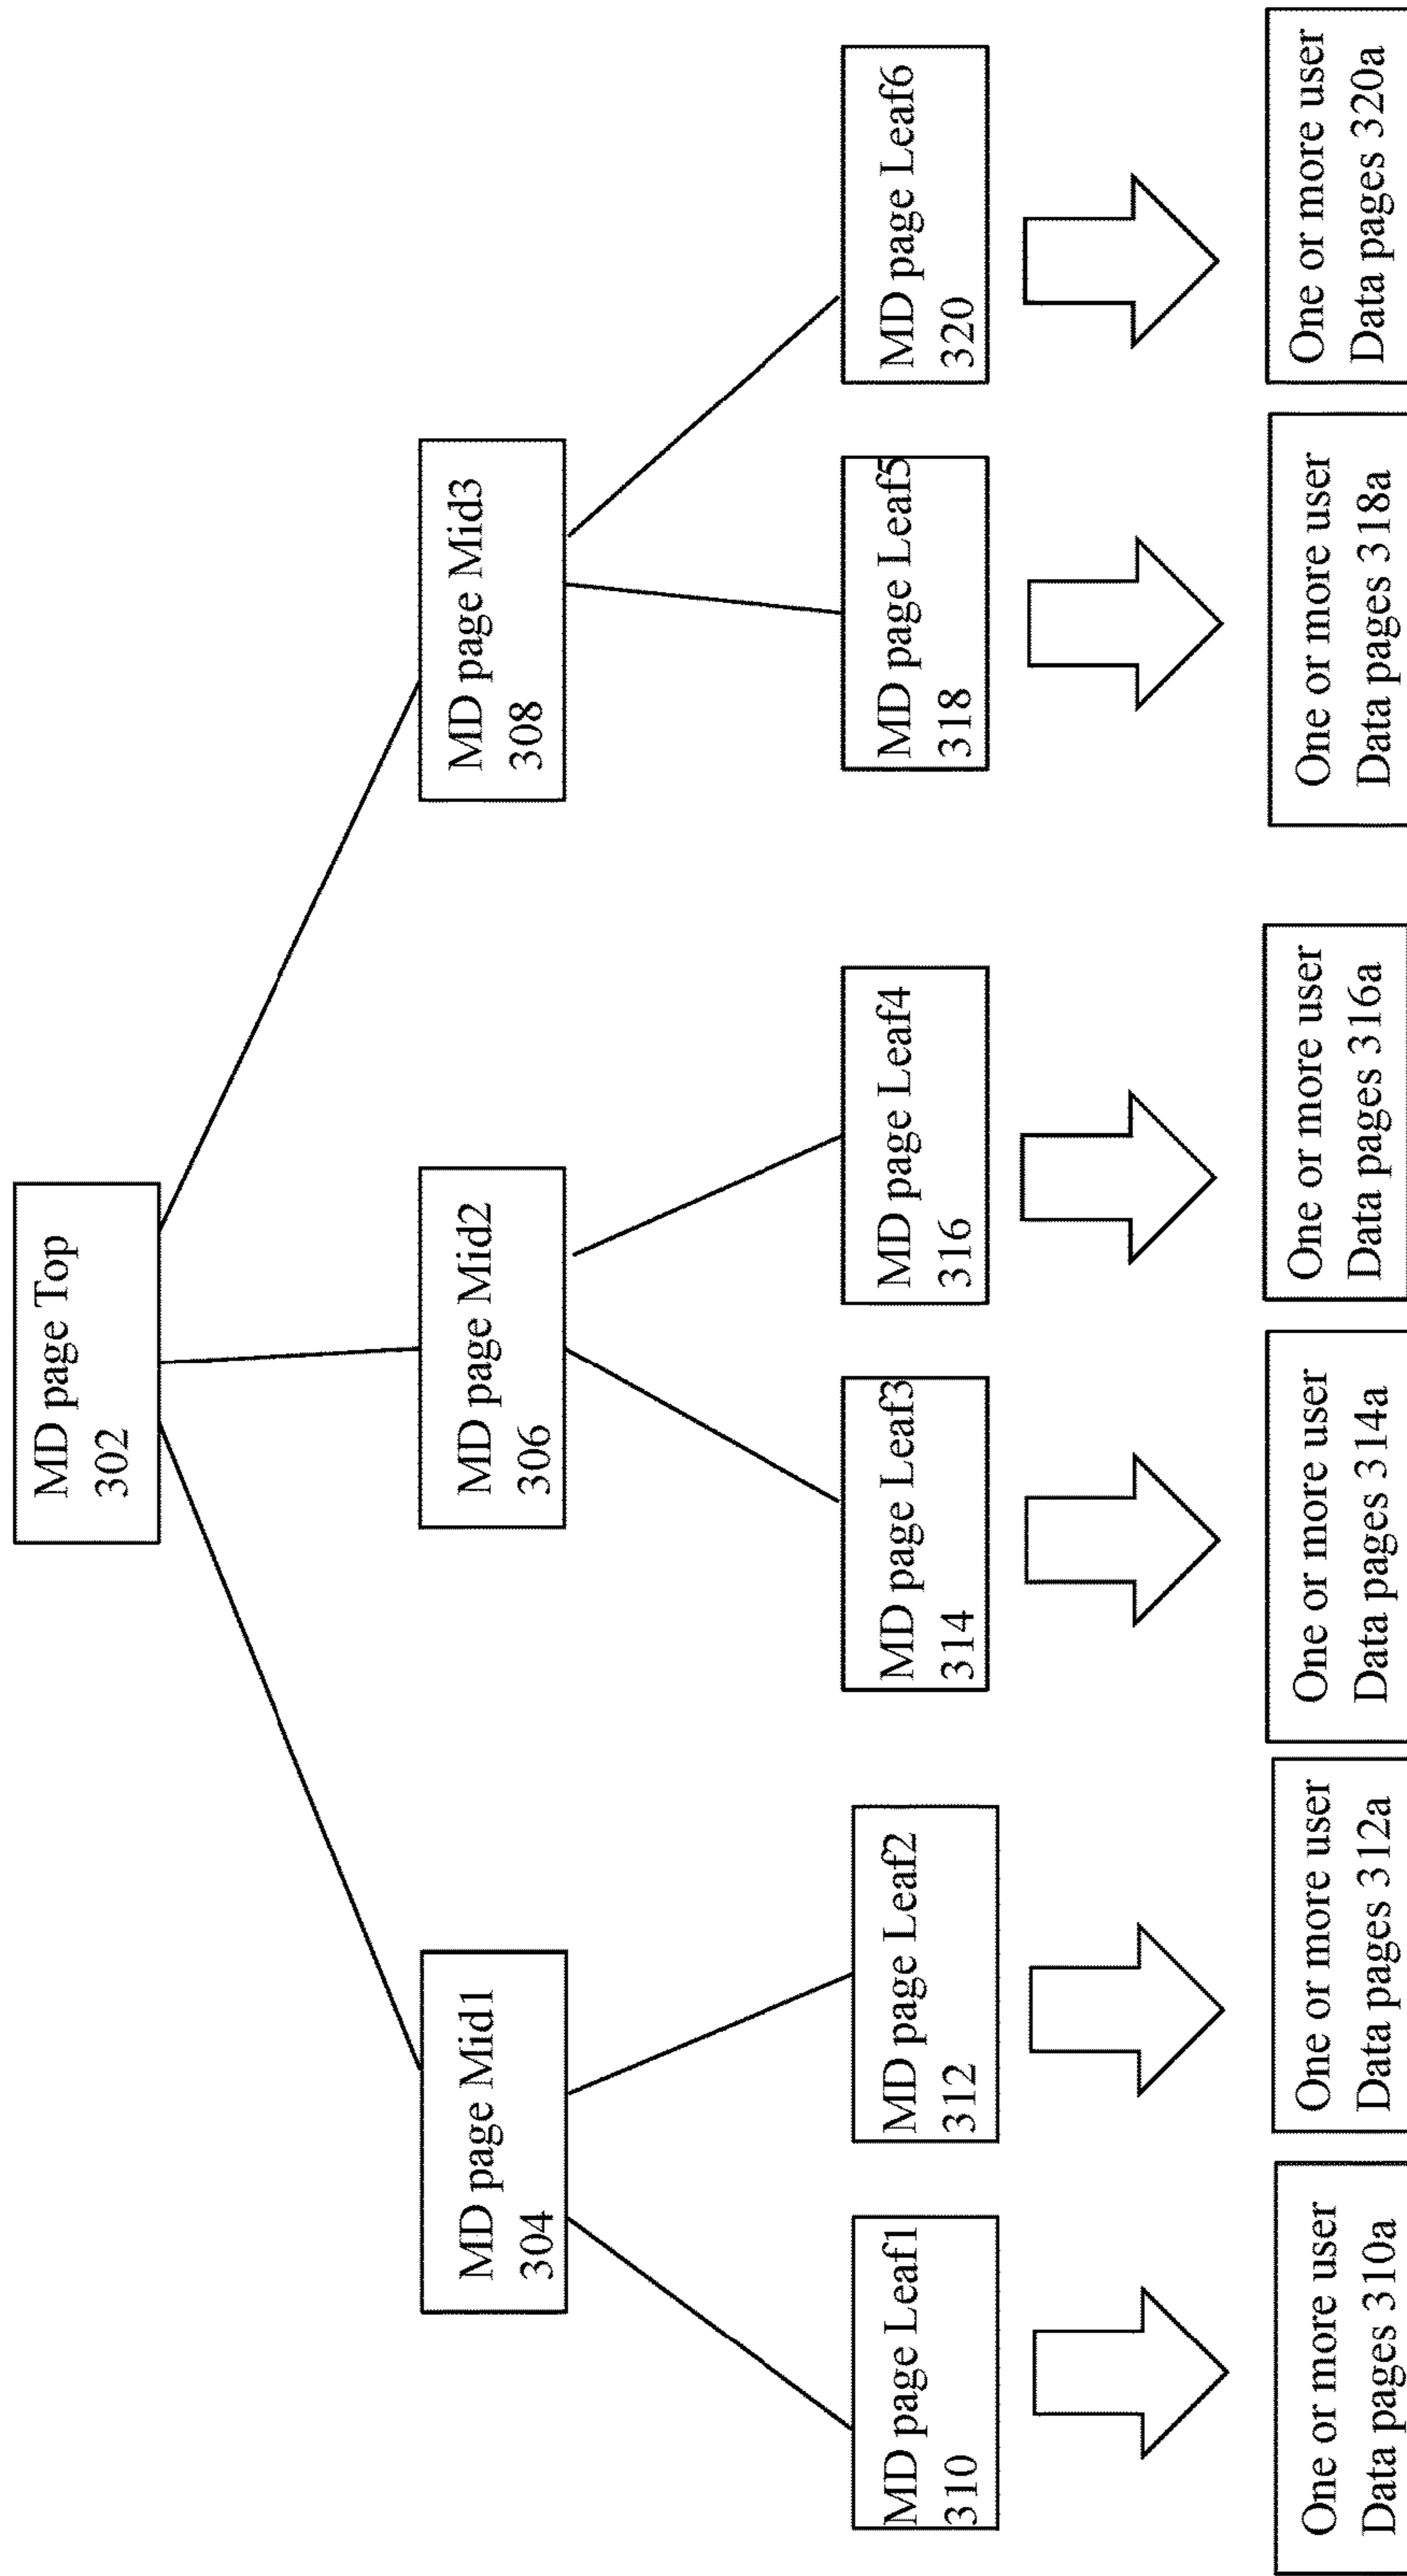 MD page Top
302
MD page Mid1
304
MD page Mid2
306
MD page Mid3
308
MD page Leaf1
310
MD page Leaf2
312
MD page Leaf3
314
MD page Leaf4
316
MD page Leaf5
318
MD page Leaf6
320
One or more user
Data pages 310a
One or more user
Data pages 312a
One or more user
Data pages 314a
One or more user
Data pages 316a
One or more user
Data pages 318a
One or more user
Data pages 320a